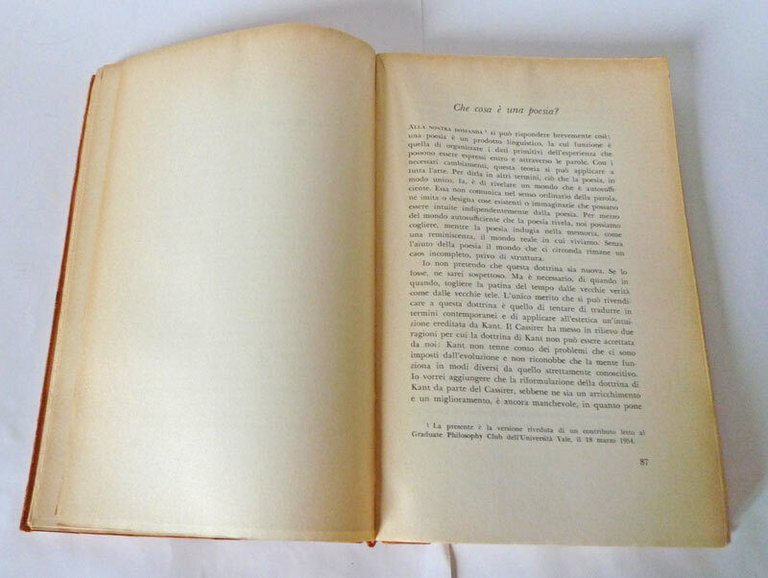 Che cosa è una poesia?
ALLA NOSTRA DOMANDA ¹ si può rispondere brevemente così:
una poesia è un prodotto linguistico, la cui funzione è
quella di organizzare i dati primitivi dell'esperienza che
possono essere espressi entro e attraverso le parole. Con i
necessari cambiamenti, questa teoria si può applicare a
tutta l'arte. Per dirla in altri termini, ciò che la poesia, in
modo unico, fa, è di rivelare un mondo che è autosuffi
ciente. Essa non comunica nel senso ordinario della parola,
né imita o designa cose esistenti o immaginarie che possano
essere intuite indipendentemente dalla poesia. Per mezzo
del mondo autosufficiente che la poesia rivela, noi possiamo
cogliere, mentre la poesia indugia nella memoria, come
una reminiscenza, il mondo reale in cui viviamo. Senza
l'aiuto della poesia il mondo che ci circonda rimane un
caos incompleto, privo di struttura.
Io non pretendo che questa dottrina sia nuova. Se lo
fosse, ne sarei sospettoso. Ma è necessario, di quando in
quando, togliere la patina del tempo dalle vecchie verità
come dalle vecchie tele. L'unico merito che si può rivendi-
care a questa dottrina è quello di tentare di tradurre in
termini contemporanei e di applicare all'estetica un'intui-
zione ereditata da Kant. Il Cassirer ha messo in rilievo due
ragioni per cui la dottrina di Kant non può essere accettata
da noi: Kant non tenne conto dei problemi che ci sono
imposti dall'evoluzione e non riconobbe che la mente fun-
ziona in modi diversi da quello strettamente conoscitivo.
Io vorrei aggiungere che la riformulazione della dottrina di
Kant da parte del Cassirer, sebbene ne sia un arricchimento
e un miglioramento, è ancora manchevole, in quanto pone
¹ La presente è la versione riveduta di un contributo letto al
Graduate Philosophy Club dell'Università Yale, il 18 marzo 1954.
87